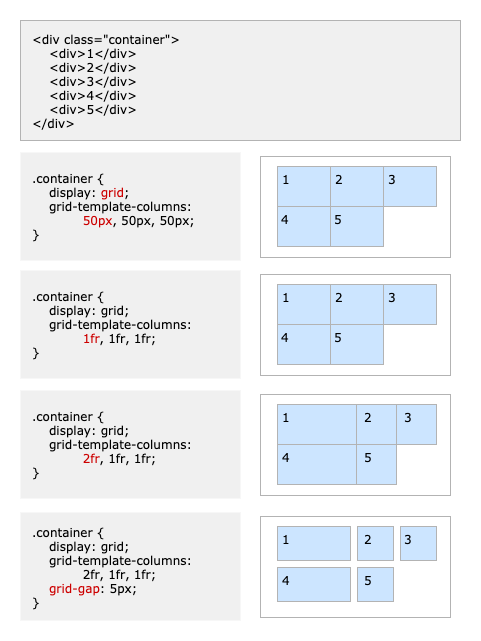 <div class="container">
<div>1</div>
<div>2</div>
<div>3</div>
<div>4</div>
<div>5</div>
</div>
.container {
display: grid;
grid-template-columns:
50px, 50px, 50px;
}
1 2 3
4 5
.container {
display: grid;
grid-template-columns:
1fr, 1fr, 1fr;
}
1 2 3
4 5
.container {
display: grid;
grid-template-columns:
2fr, 1fr, 1fr;
}
1 2 3
4 5
.container {
display: grid;
grid-template-columns:
2fr, 1fr, 1fr;
grid-gap: 5px;
}
1 2 3
4 5